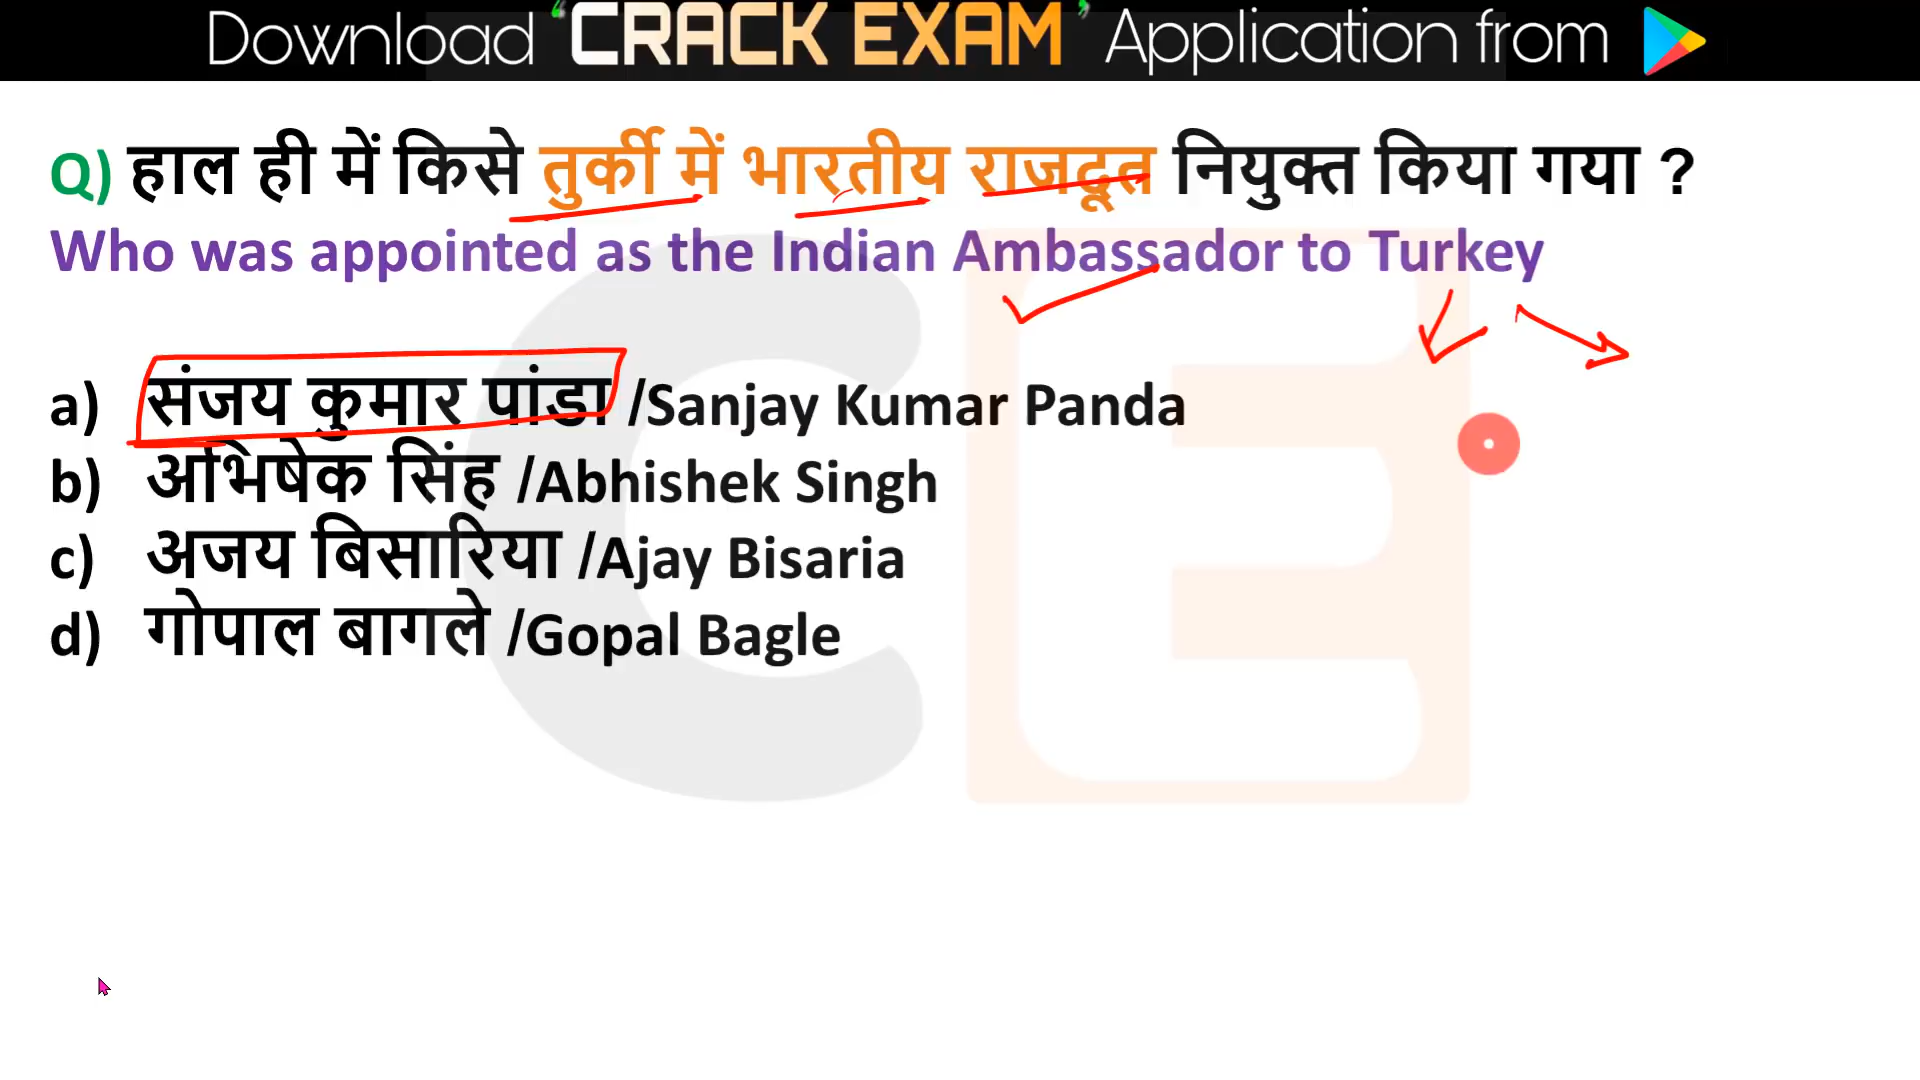 Download ‘CRACK EXAM’ Application from
Q) हाल ही में किसे तुर्की में भारतीय राजदूत नियुक्त किया गया ?
Who was appointed as the Indian Ambassador to Turkey
a) संजय कुमार पांडा /Sanjay Kumar Panda
b) अभिषेक सिंह /Abhishek Singh
c) अजय बिसारिया /Ajay Bisaria
d) गोपाल बागले /Gopal Bagle
CE